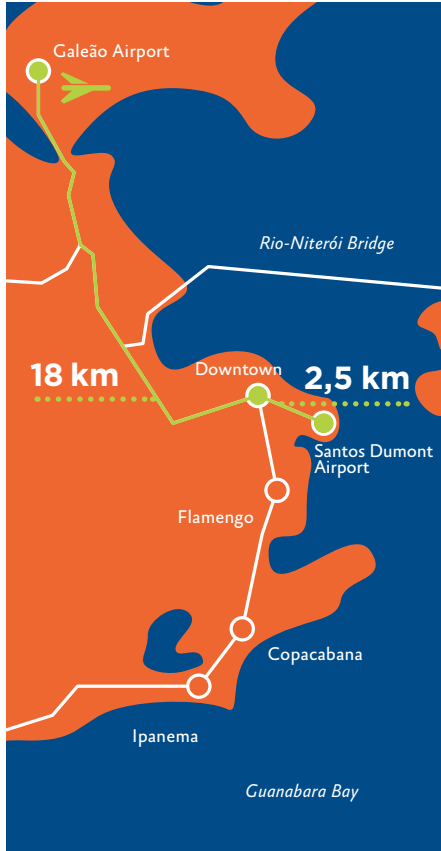 Galeão Airport
Rio-Niterói Bridge
18 km
Downtown
2,5 km
Santos Dumont
Airport
Flamengo
Copacabana
Ipanema
Guanabara Bay